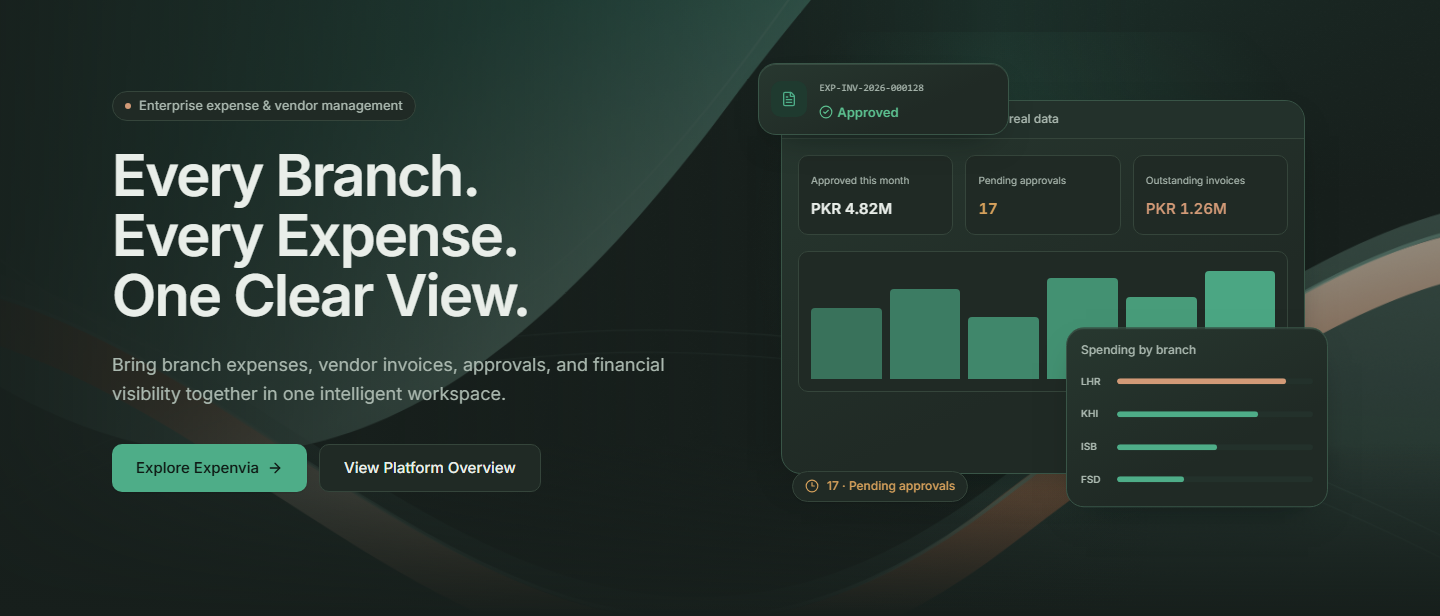 Enterprise expense & vendor management
Every Branch.
Every Expense.
One Clear View.
Bring branch expenses, vendor invoices, approvals, and financial
visibility together in one intelligent workspace.
Explore Expenvia
View Platform Overview
EXP-INV-2026-000128
Approved
real data
Approved this month
PKR 4.82M
Pending approvals
17
Outstanding invoices
PKR 1.26M
Spending by branch
LHR
KHI
ISB
FSD
17 · Pending approvals